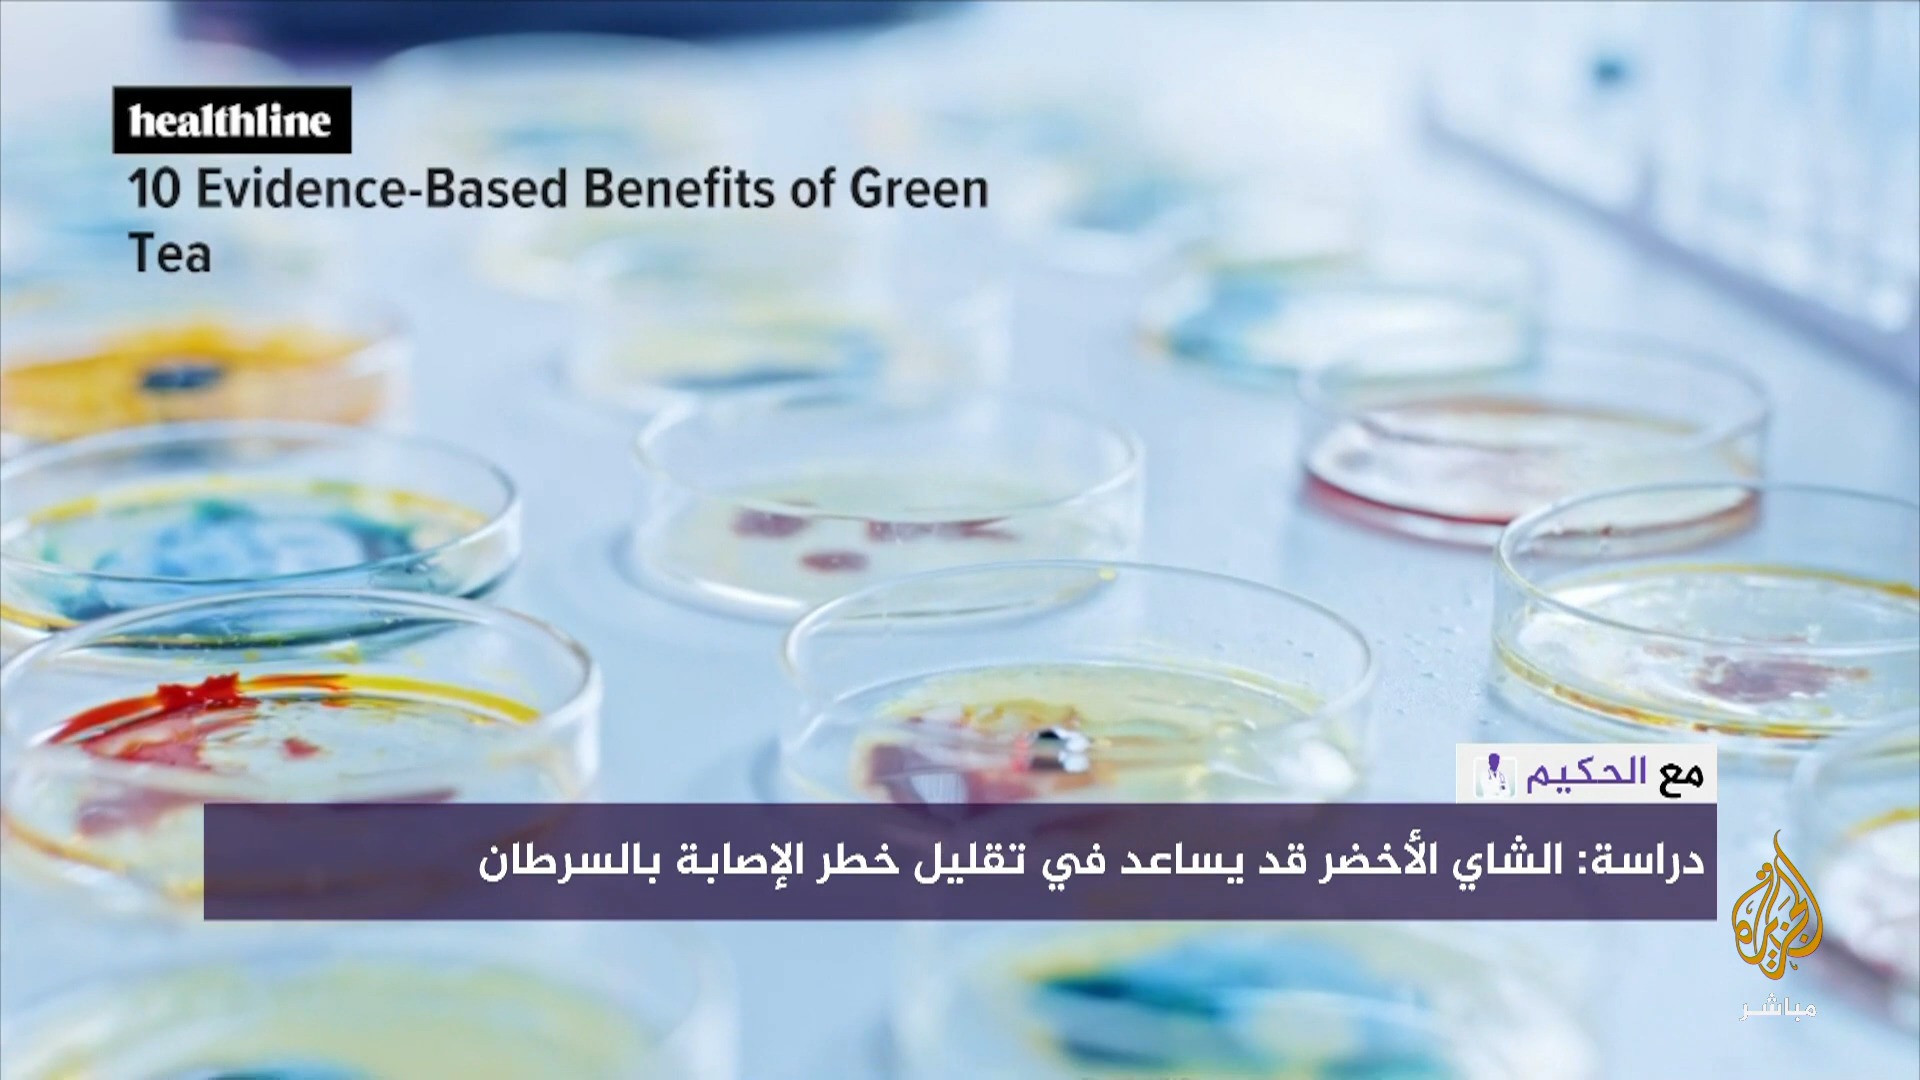 healthline
10 Evidence-Based Benefits of Green
Tea
مع الحكيم
دراسة: الشاي الأخضر قد يساعد في تقليل خطر الإصابة بالسرطان
الجزيرة
مباشر